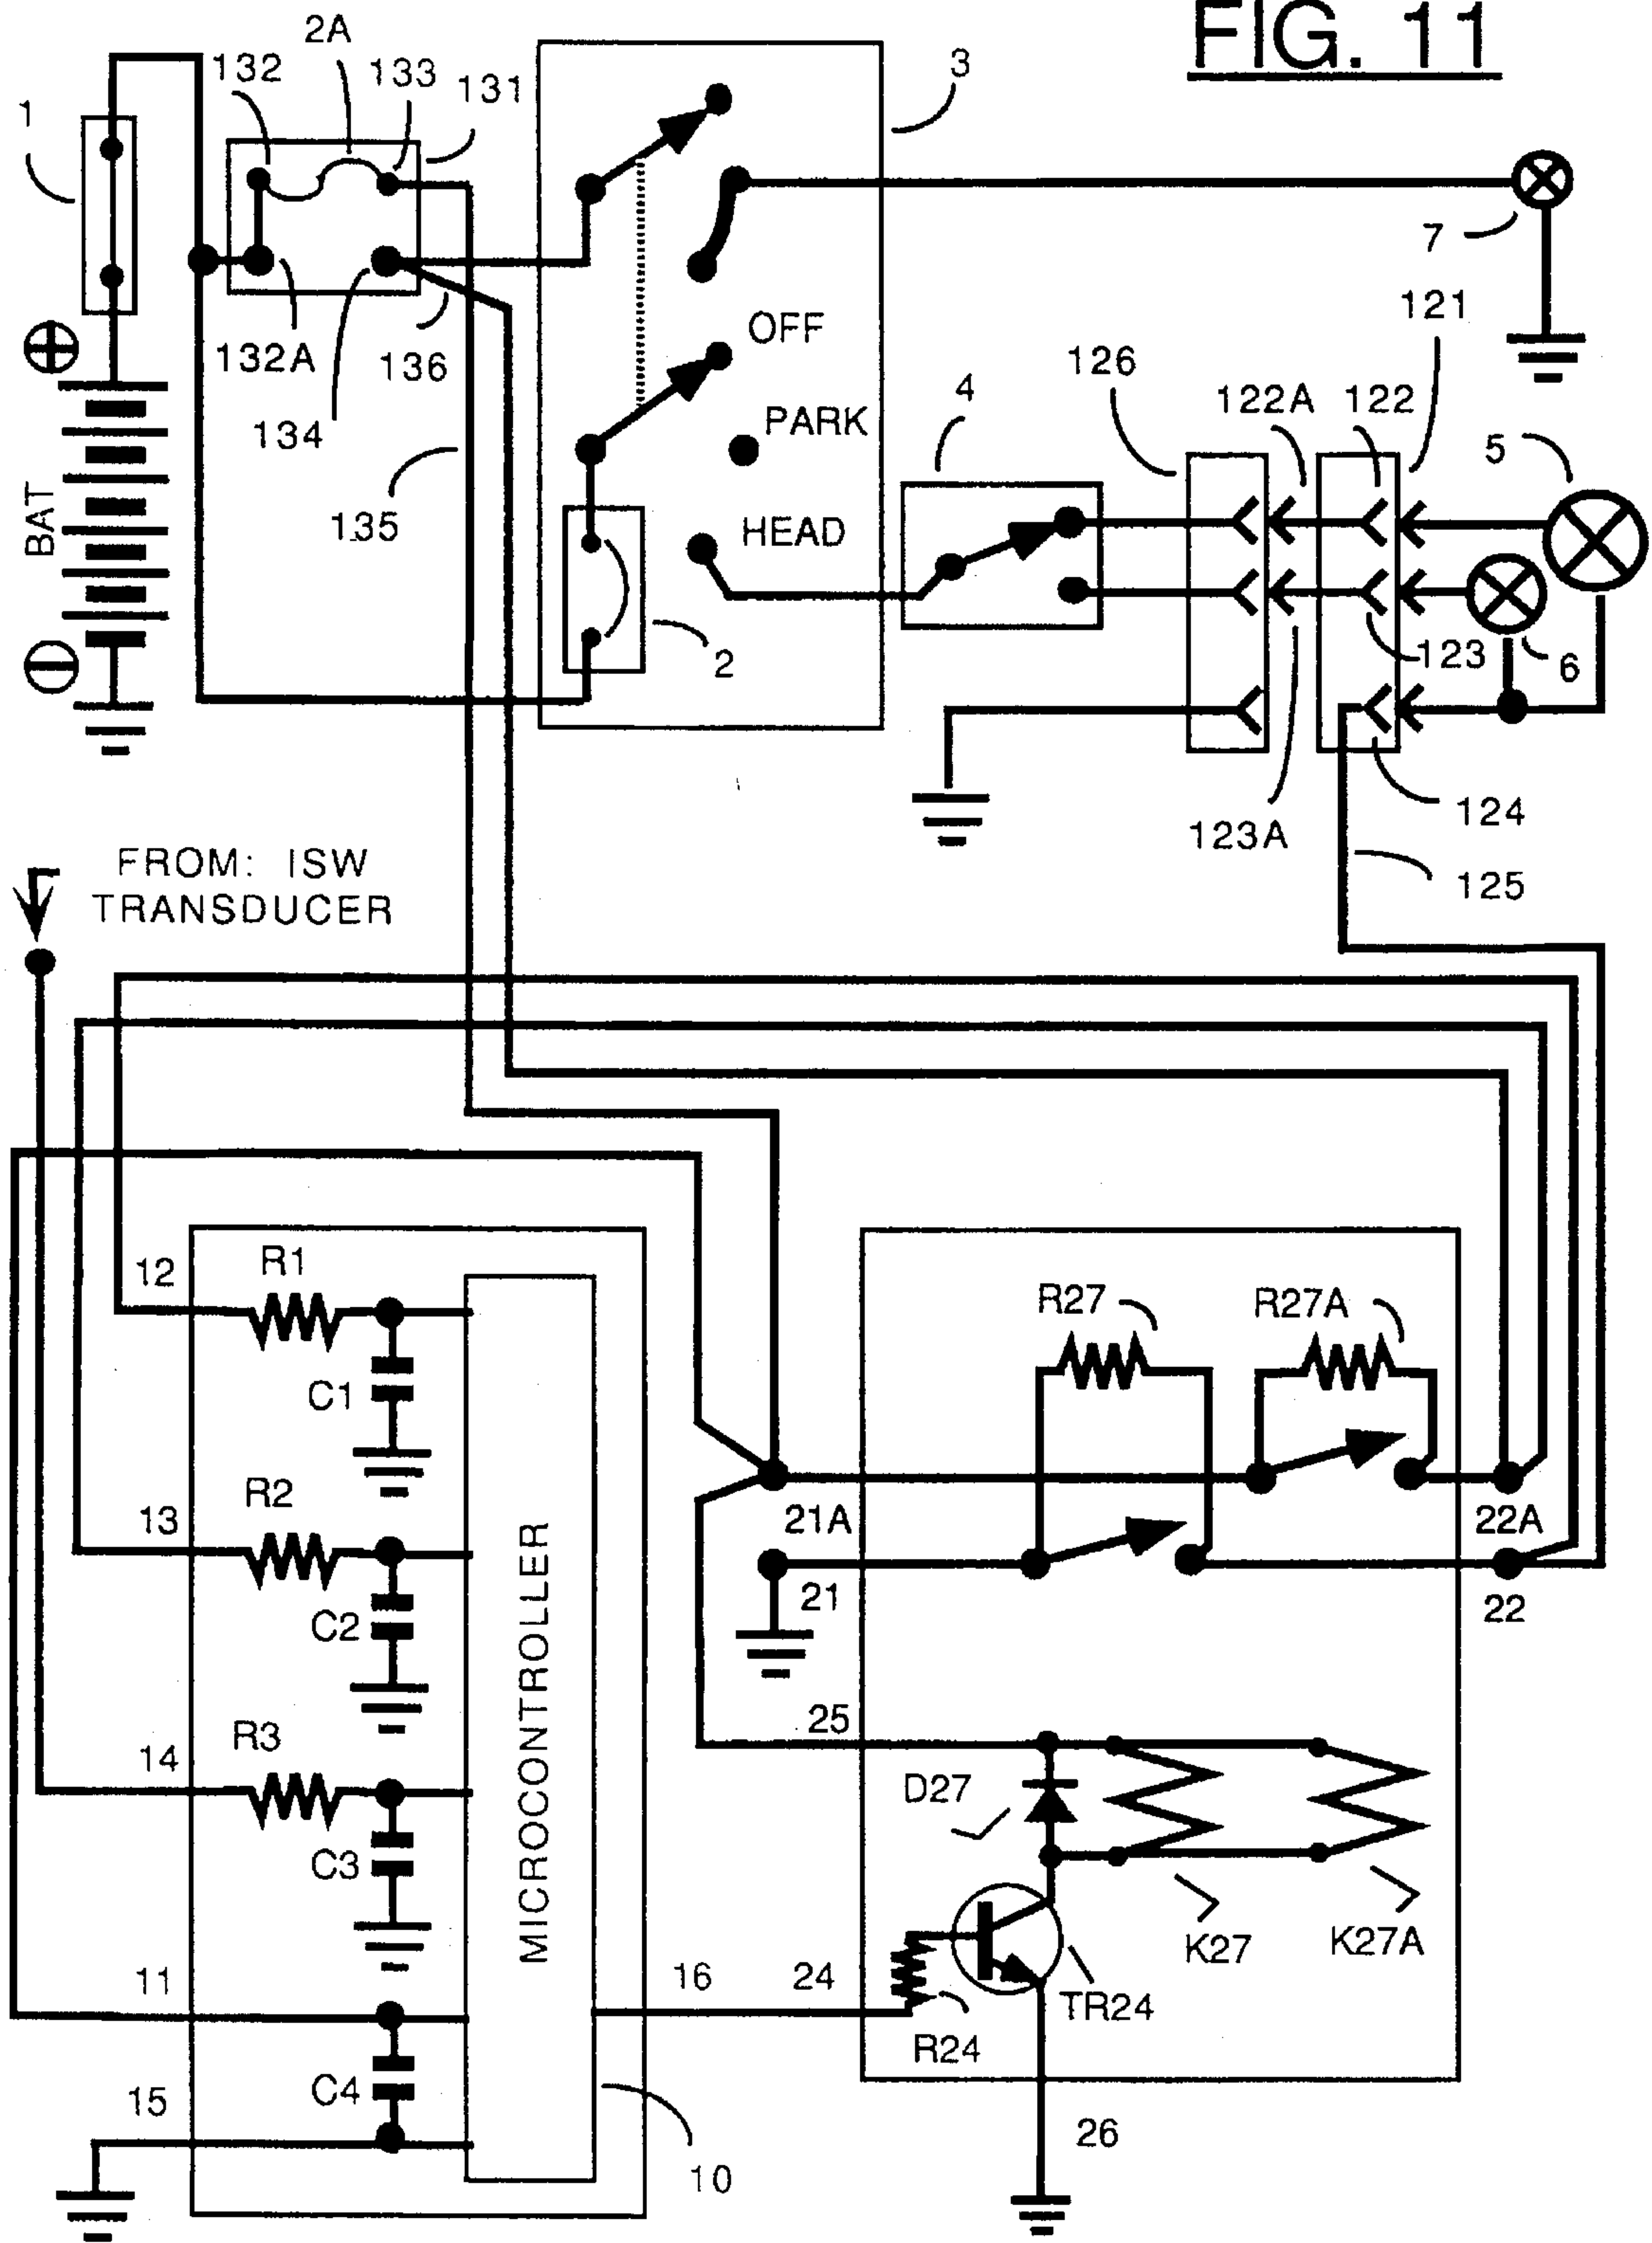 FIG. 11
2A
132
133
131
3
1
7
132A
136
134
OFF
PARK
HEAD
BAT
135
2
4
126
122A
122
121
5
123
6
124
123A
125
FROM: ISW
TRANSDUCER
12
R1
C1
13
R2
C2
14
R3
C3
11
15
C4
MICROCONTROLLER
10
16
24
R27
R27A
21A
22A
21
22
25
D27
K27
K27A
TR24
R24
26